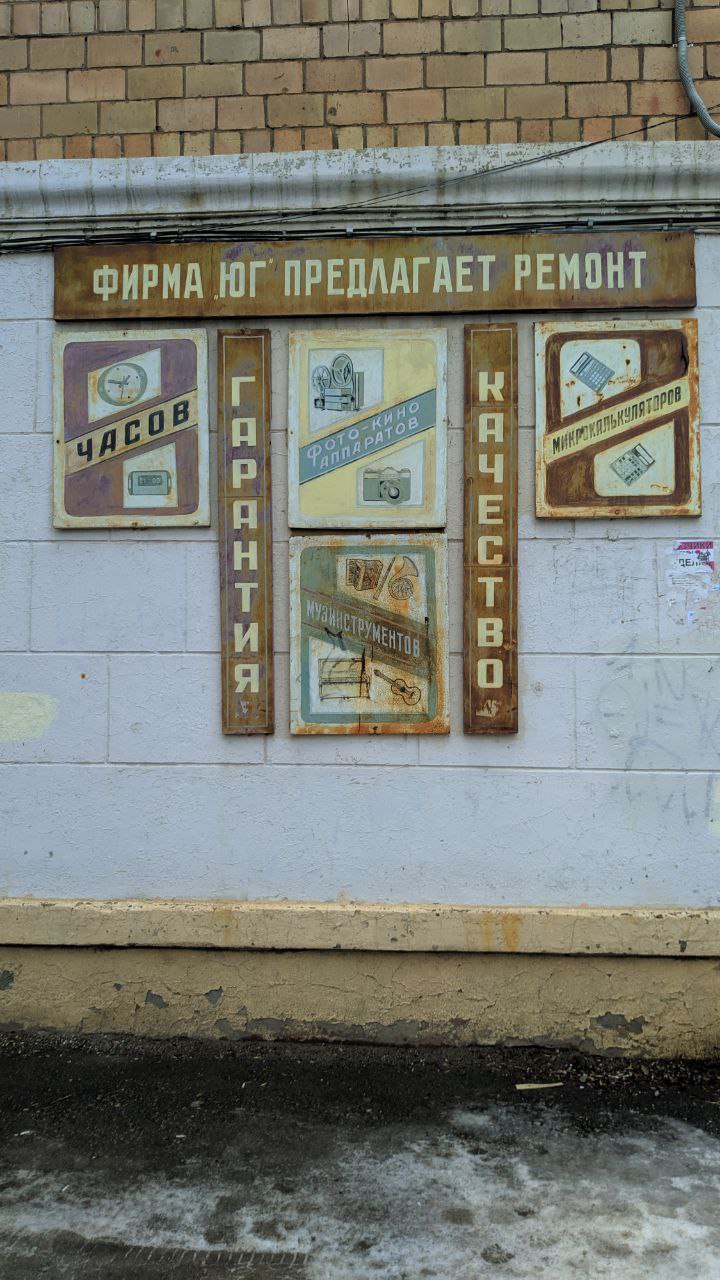 ФИРМА „ЮГ" ПРЕДЛАГАЕТ РЕМОНТ
ЧАСОВ
ГАРАНТИЯ
ФОТО-КИНО
АППАРАТОВ
МУЗИНСТРУМЕНТОВ
КАЧЕСТВО
МИКРОКАЛЬКУЛЯТОРОВ